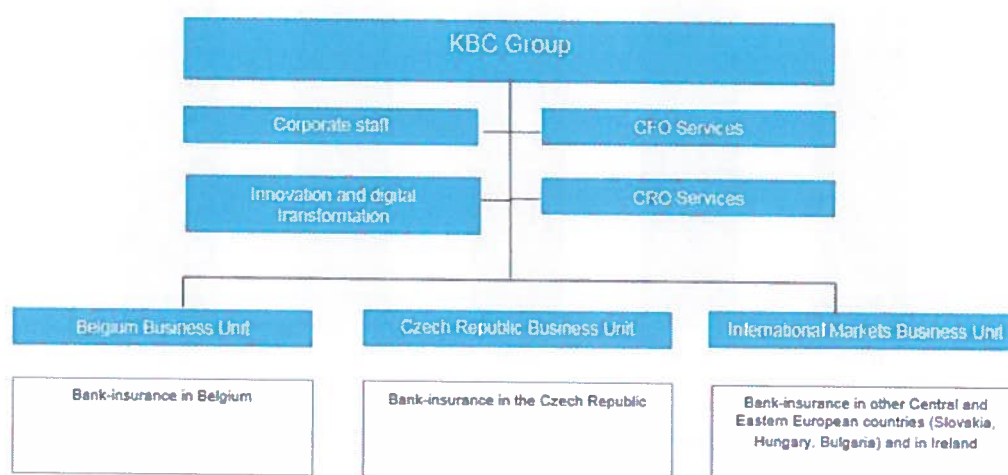 KBC Group
Corporate staff
CFO Services
Innovation and digital
transformation
CRO Services
Belgium Business Unit
Czech Republic Business Unit
International Markets Business Unit
Bank-insurance in Belgium
Bank-insurance in the Czech Republic
Bank-insurance in other Central and
Eastern European countries (Slovakia,
Hungary, Bulgaria) and in Ireland